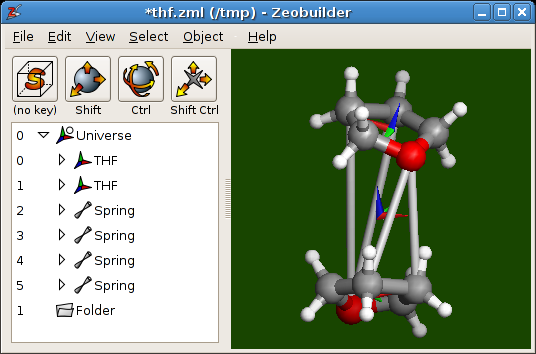 *thf.zml (/tmp) - Zeobuilder
File Edit View Select Object Help
S
(no key) Shift Ctrl Shift Ctrl
0 Universe
0 THF
1 THF
2 Spring
3 Spring
4 Spring
5 Spring
1 Folder